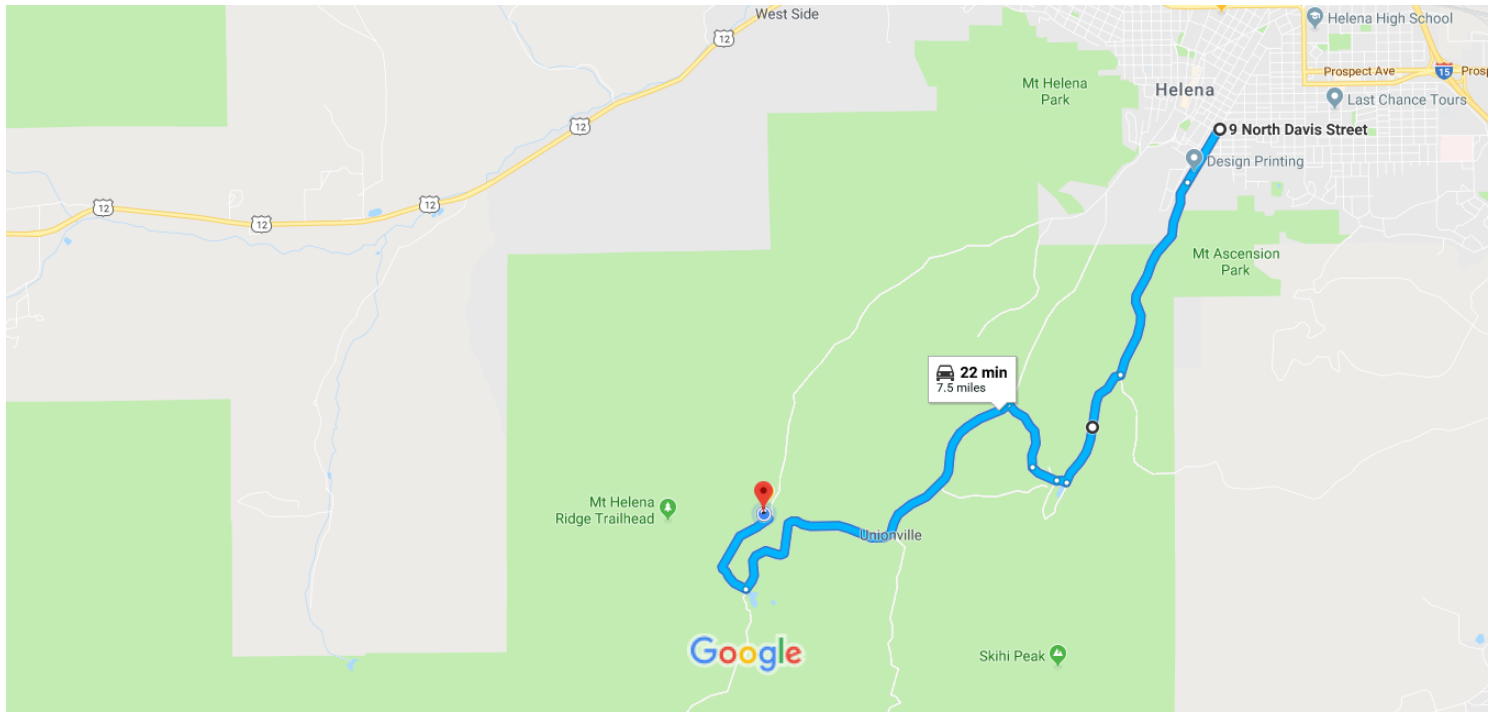 West Side
Helena High School
12
Mt Helena
Park
Prospect Ave
15
Helena
Last Chance Tours
12
9 North Davis Street
Design Printing
12
12
12
Mt Ascension
Park
22 min
7.5 miles
Mt Helena
Ridge Trailhead
Unionville
Google
Skihi Peak